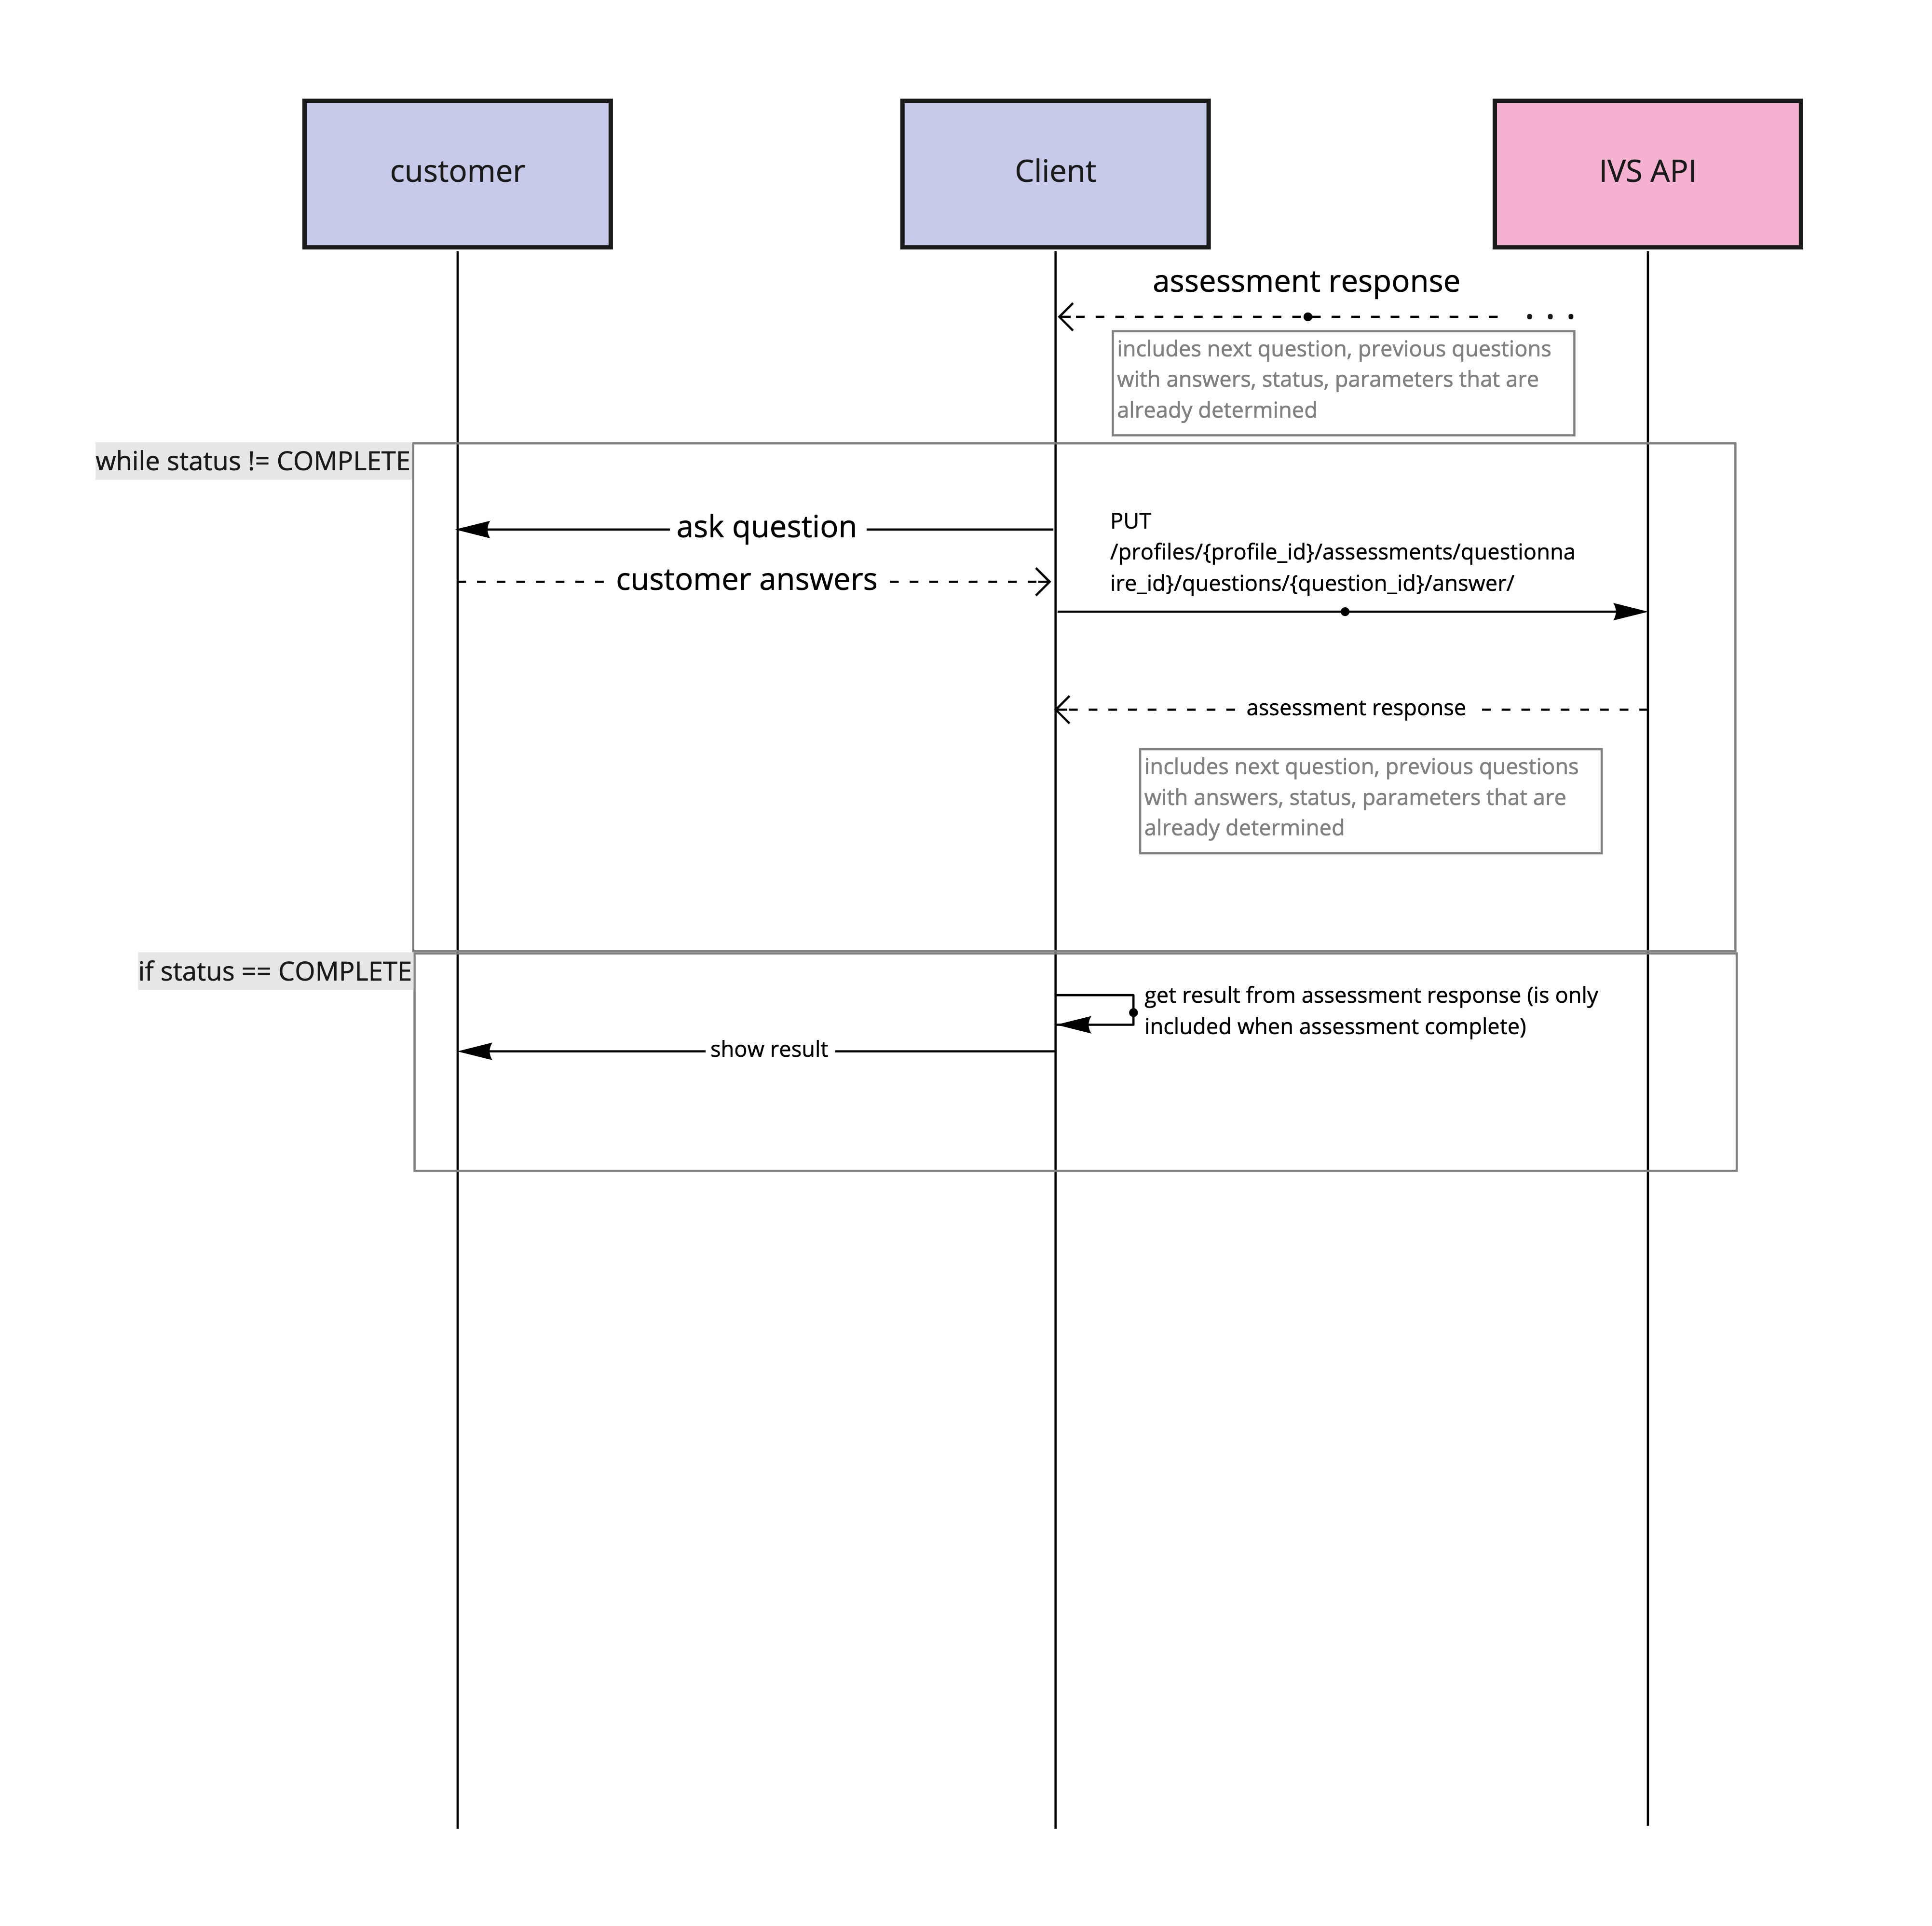 customer
Client
IVS API
assessment response
. . .
includes next question, previous questions
with answers, status, parameters that are
already determined
while status != COMPLETE
ask question
customer answers
PUT
/profiles/{profile_id}/assessments/questionna
ire_id}/questions/{question_id}/answer/
assessment response
includes next question, previous questions
with answers, status, parameters that are
already determined
if status == COMPLETE
get result from assessment response (is only
included when assessment complete)
show result